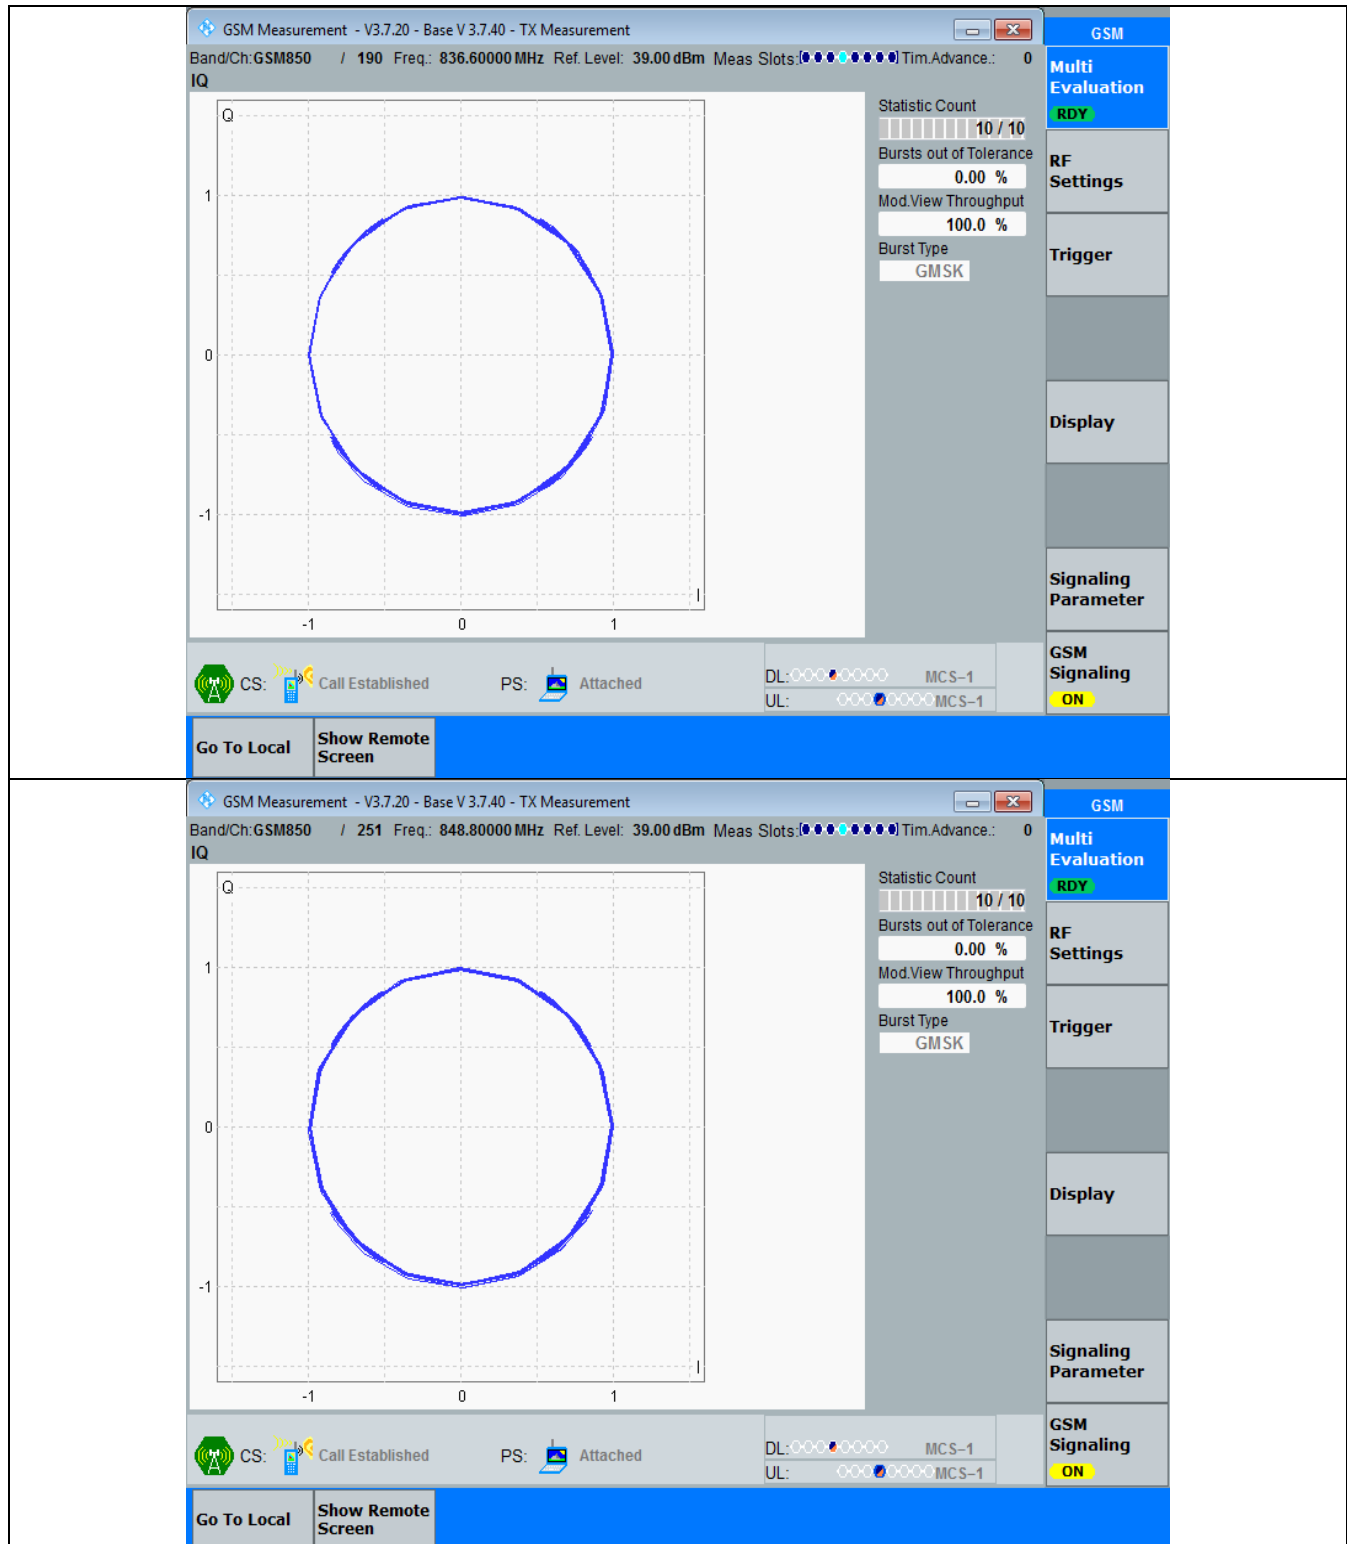 GSM Measurement - V3.7.20 - Base V 3.7.40 - TX Measurement
GSM
Band/Ch.:GSM850 / 190 Freq.: 836.60000 MHz Ref. Level: 39.00 dBm Meas Slots: Tim.Advance.: 0
IQ
Multi
Evaluation
RDY
Q
Statistic Count
10 / 10
Bursts out of Tolerance
0.00 %
Mod.View Throughput
100.0 %
Burst Type
GMSK
RF
Settings
Trigger
1
0
-1
I
-1 0 1
Display
Signaling
Parameter
GSM
Signaling
ON
CS: Call Established PS: Attached
DL: MCS-1
UL: MCS-1
Go To Local
Show Remote
Screen
GSM Measurement - V3.7.20 - Base V 3.7.40 - TX Measurement
GSM
Band/Ch.:GSM850 / 251 Freq.: 848.80000 MHz Ref. Level: 39.00 dBm Meas Slots: Tim.Advance.: 0
IQ
Multi
Evaluation
RDY
Q
Statistic Count
10 / 10
Bursts out of Tolerance
0.00 %
Mod.View Throughput
100.0 %
Burst Type
GMSK
RF
Settings
Trigger
1
0
-1
I
-1 0 1
Display
Signaling
Parameter
GSM
Signaling
ON
CS: Call Established PS: Attached
DL: MCS-1
UL: MCS-1
Go To Local
Show Remote
Screen